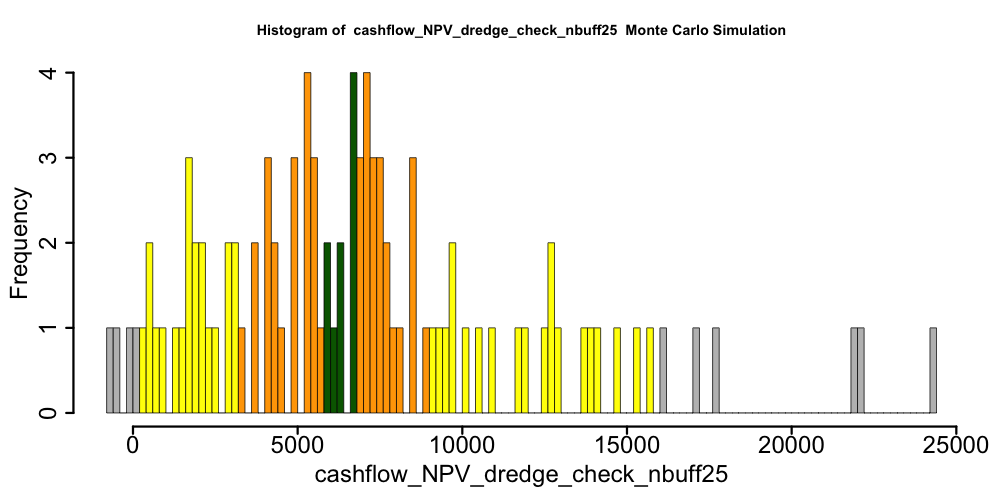 Histogram of  cashflow_NPV_dredge_check_nbuff25  Monte Carlo Simulation
Frequency
4
3
2
1
0
0 5000 10000 15000 20000 25000
cashflow_NPV_dredge_check_nbuff25